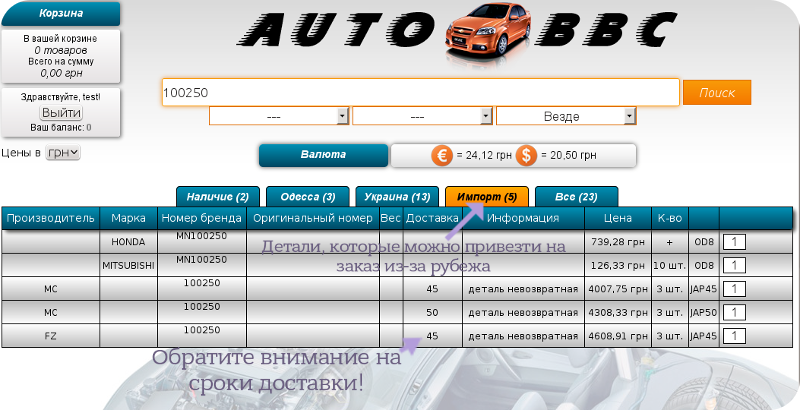 Корзина
В вашей корзине
0 товаров
Всего на сумму
0,00 грн
Здравствуйте, test!
Выйти
Ваш баланс: 0
Цены в грн
AUTO BBC
100250 Поиск
--- --- Везде
Валюта € = 24,12 грн $ = 20,50 грн
Наличие (2) Одесса (3) Украина (13) Импорт (5) Все (23)
Производитель Марка Номер бренда Оригинальный номер Вес Доставка Информация Цена К-во
HONDA MN100250 739,28 грн + OD8 1
MITSUBISHI MN100250 126,33 грн 10 шт. OD8 1
MC 100250 45 деталь невозвратная 4007,75 грн 3 шт. JAP45 1
MC 100250 50 деталь невозвратная 4308,33 грн 3 шт. JAP50 1
FZ 100250 45 деталь невозвратная 4608,91 грн 3 шт. JAP45 1
Детали, которые можно привезти на
заказ из-за рубежа
Обратите внимание на
сроки доставки!